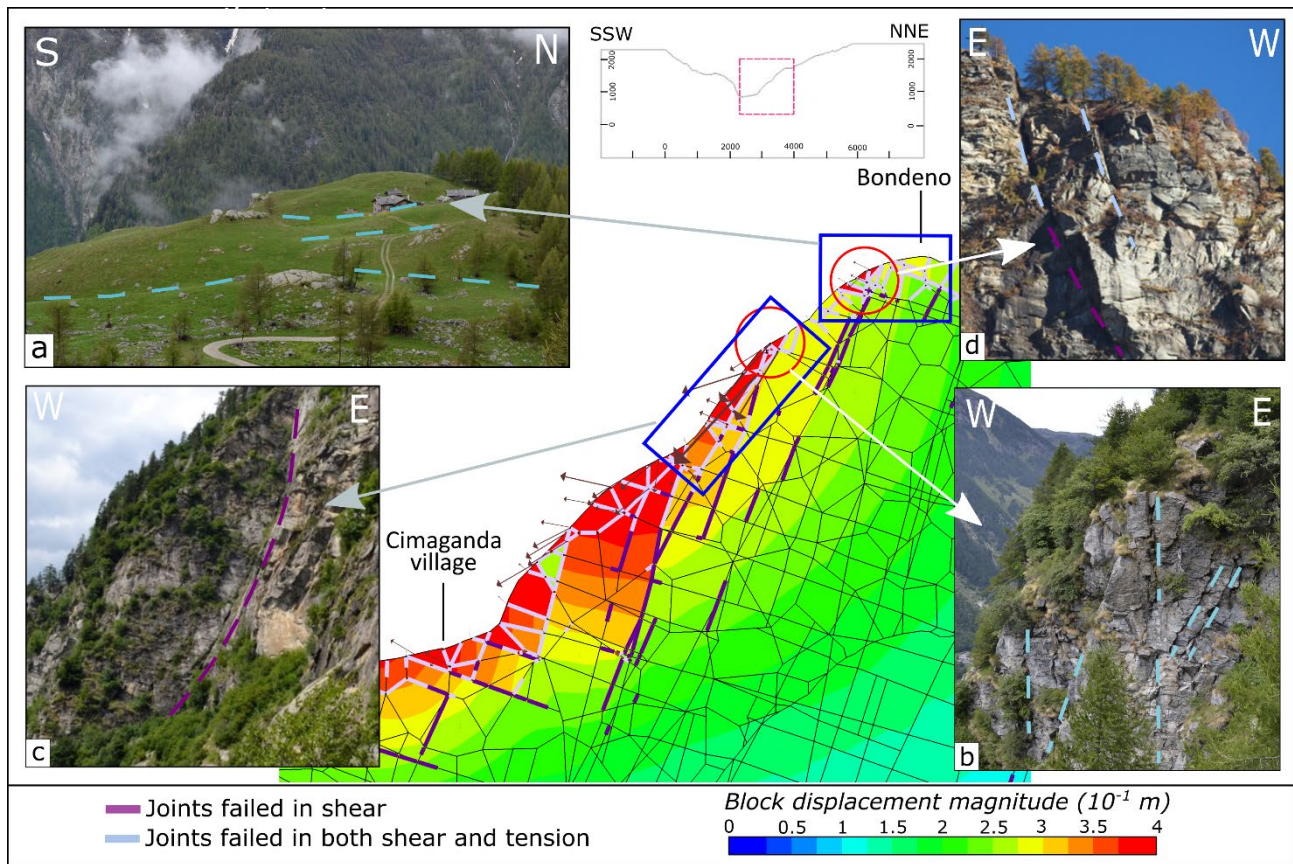 S
N
a
SSW
NNE
2000
1000
0
2000
1000
0
0
2000
4000
6000
E
W
d
Bondeno
W
E
c
Cimaganda
village
W
E
b
Joints failed in shear
Joints failed in both shear and tension
Block displacement magnitude (10⁻¹ m)
0 0.5 1 1.5 2 2.5 3 3.5 4